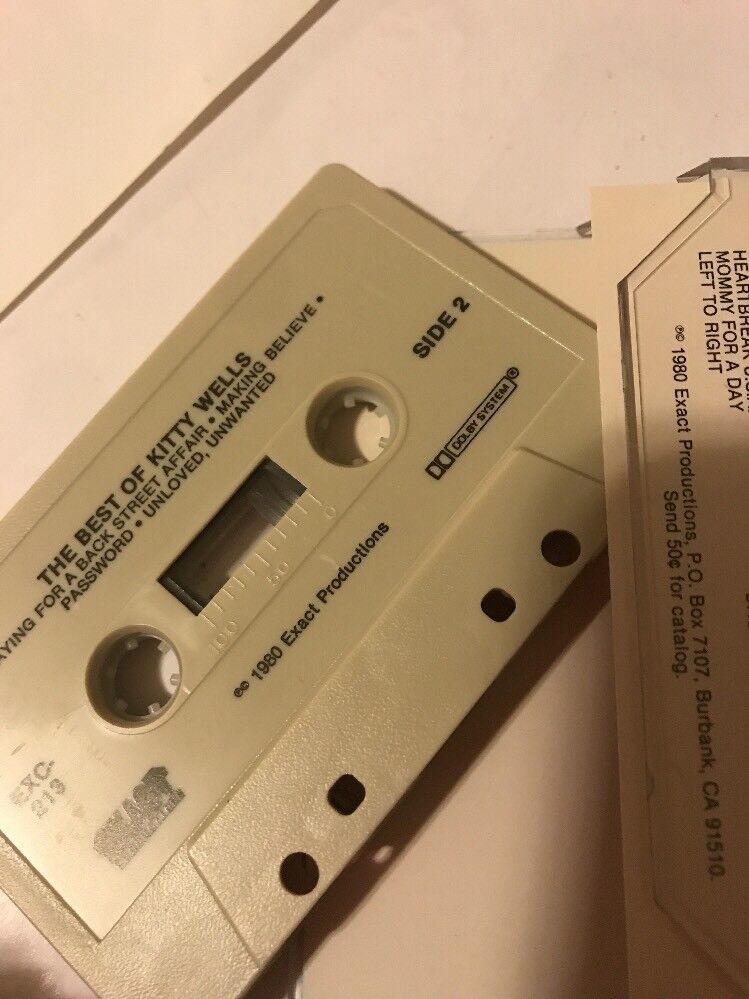 SIDE 2
THE BEST OF KITTY WELLS
FOR A BACK STREET AFFAIR • MAKING BELIEVE •
PASSWORD • UNLOVED, UNWANTED
DOLBY SYSTEM®
0
50
100
℗© 1980 Exact Productions
EXC-
213
EXACT
MOMMY FOR A DAY
LEFT TO RIGHT
℗© 1980 Exact Productions, P.O. Box 7107, Burbank, CA 91510.
Send 50¢ for catalog.